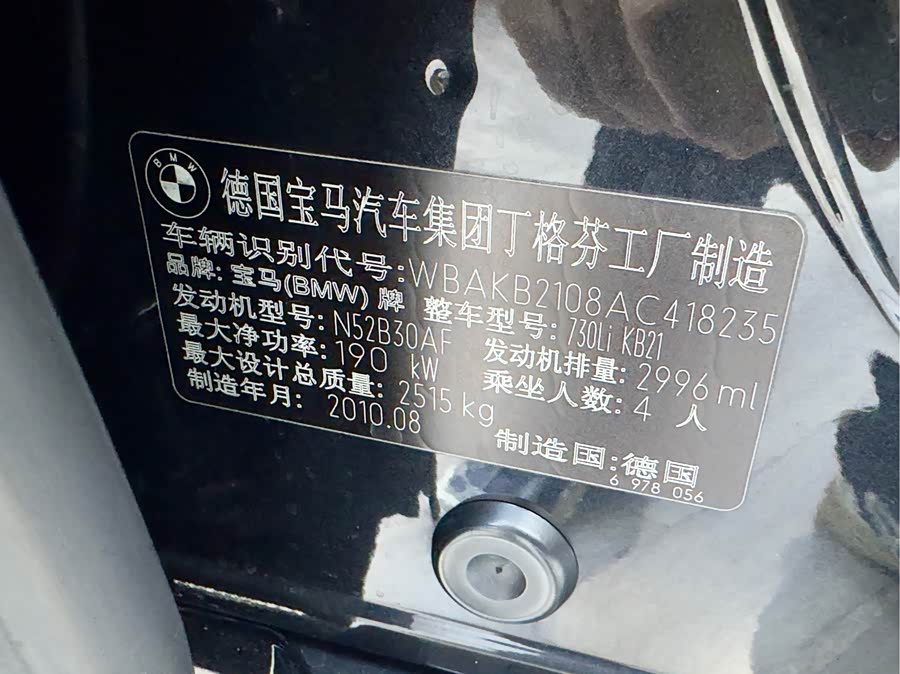 BMW
德国宝马汽车集团丁格芬工厂 制造
车辆识别代号:WBAKB2108AC418235
品牌: 宝马(BMW) 牌 整车型号: 730Li KB21
发动机型号: N52B30AF 发动机排量: 2996 ml
最大净功率: 190 kW 乘坐人数: 4 人
最大设计总质量: 2515 kg
制造年月: 2010.08 制造国:德国
6 978 056